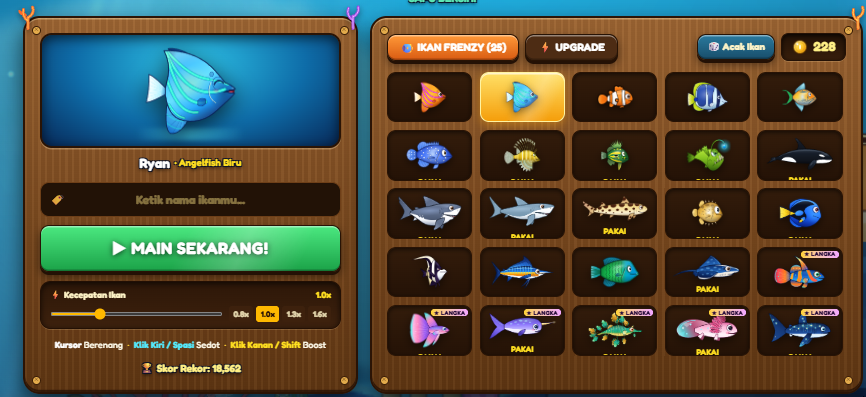 IKAN FRENZY (25)
UPGRADE
Acak Ikan
228
Ryan · Angelfish Biru
Ketik nama ikanmu...
MAIN SEKARANG!
Kecepatan Ikan
1.0x
0.8x
1.0x
1.3x
1.6x
Kursor Berenang · Klik Kiri / Spasi Sedot · Klik Kanan / Shift Boost
Skor Rekor: 18,562
PAKAI
PAKAI
PAKAI
PAKAI
LANGKA
LANGKA
LANGKA
LANGKA
LANGKA
LANGKA
PAKAI
PAKAI